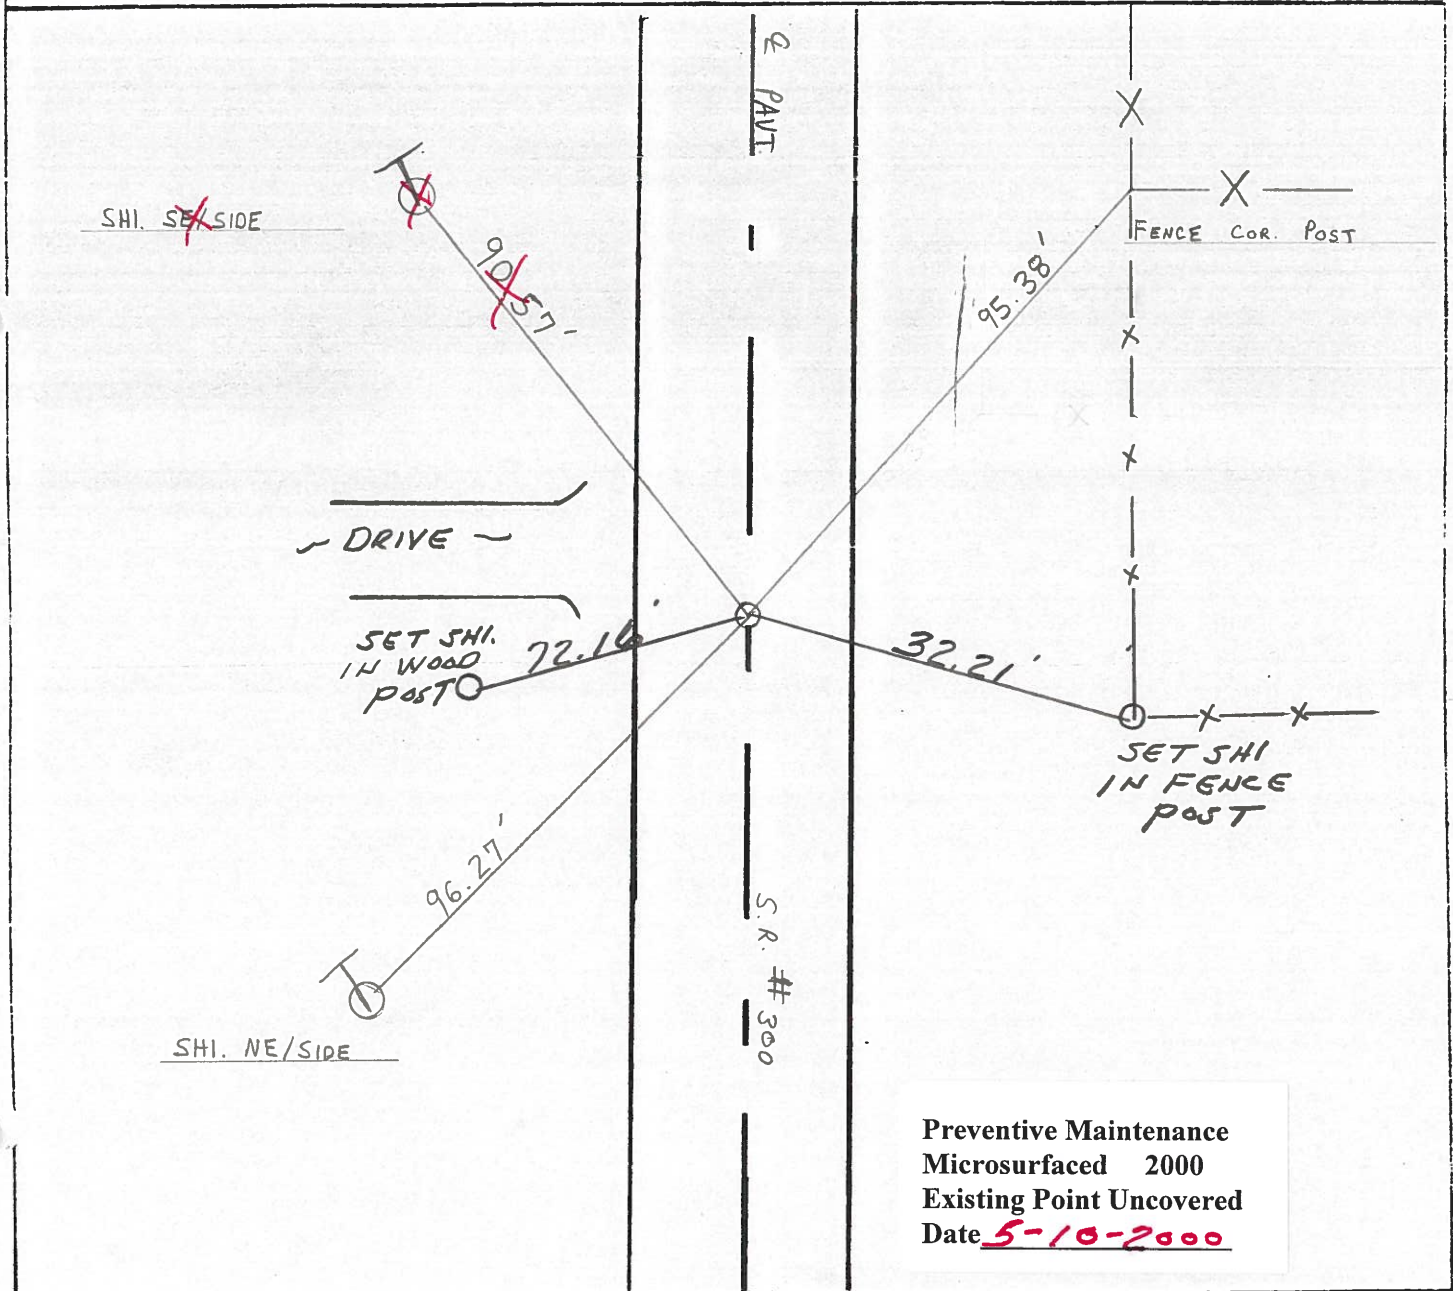 ℄ PAVT.
SHI. SE/SIDE
90.57'
95.38'
FENCE COR. POST
~ DRIVE ~
SET SHI.
IN WOOD
POST
72.16'
32.21'
SET SHI
IN FENCE
POST
96.27'
SHI. NE/SIDE
S.R. # 300
Preventive Maintenance
Microsurfaced 2000
Existing Point Uncovered
Date 5-10-2000